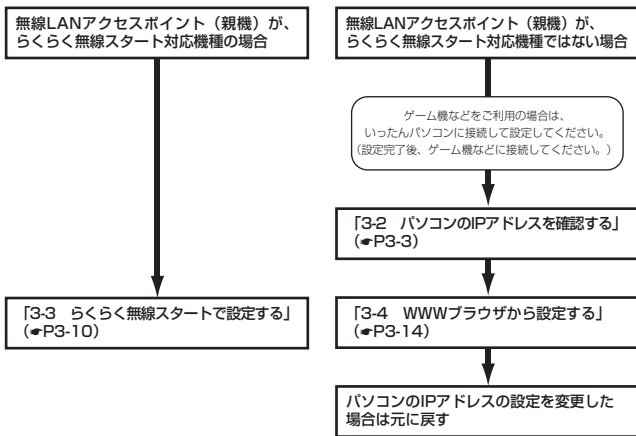 無線LANアクセスポイント（親機）が、
らくらく無線スタート対応機種の場合
「3-3　らくらく無線スタートで設定する」
（☛P3-10）
無線LANアクセスポイント（親機）が、
らくらく無線スタート対応機種ではない場合
ゲーム機などをご利用の場合は、
いったんパソコンに接続して設定してください。
（設定完了後、ゲーム機などに接続してください。）
「3-2　パソコンのIPアドレスを確認する」
（☛P3-3）
「3-4　WWWブラウザから設定する」
（☛P3-14）
パソコンのIPアドレスの設定を変更した
場合は元に戻す